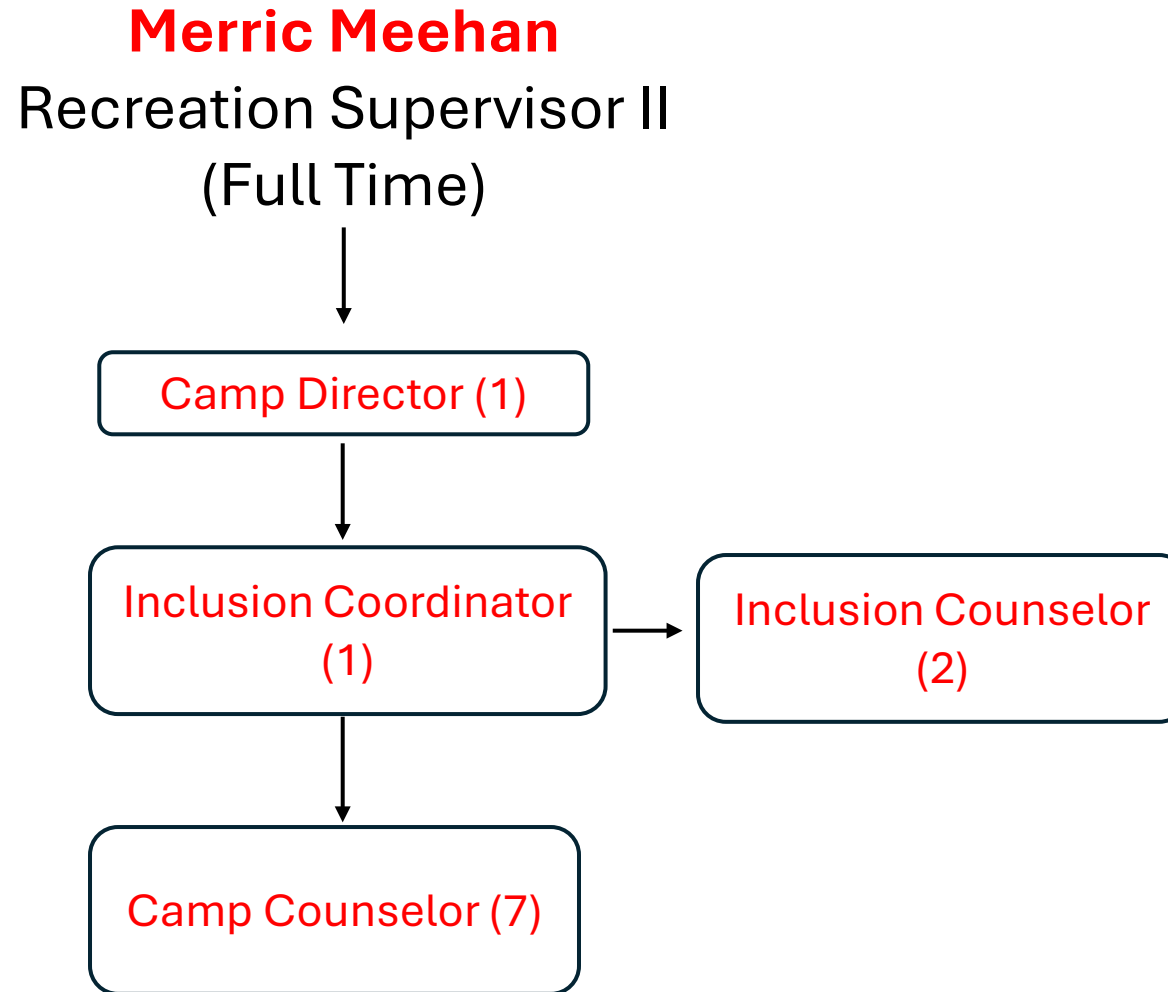 Merric Meehan
Recreation Supervisor II
(Full Time)
Camp Director (1)
Inclusion Coordinator
(1)
Inclusion Counselor
(2)
Camp Counselor (7)